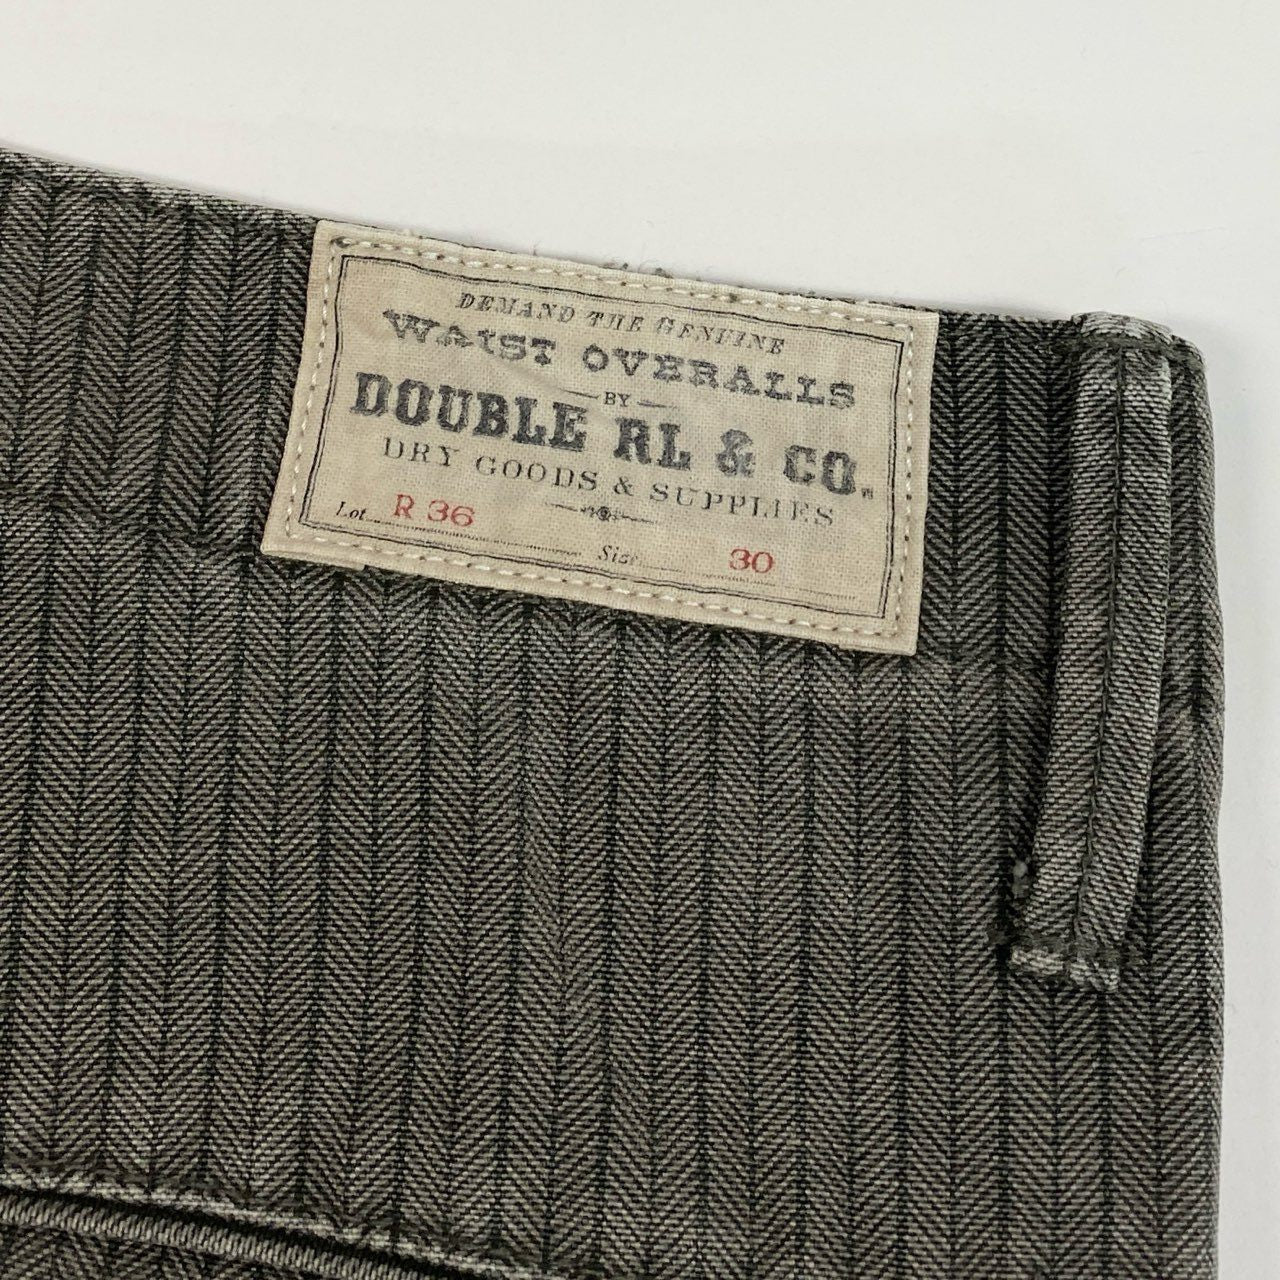 DEMAND THE GENUINE
WAIST OVERALLS
BY
DOUBLE RL & CO.
DRY GOODS & SUPPLIES
Lot R 36
Size 30